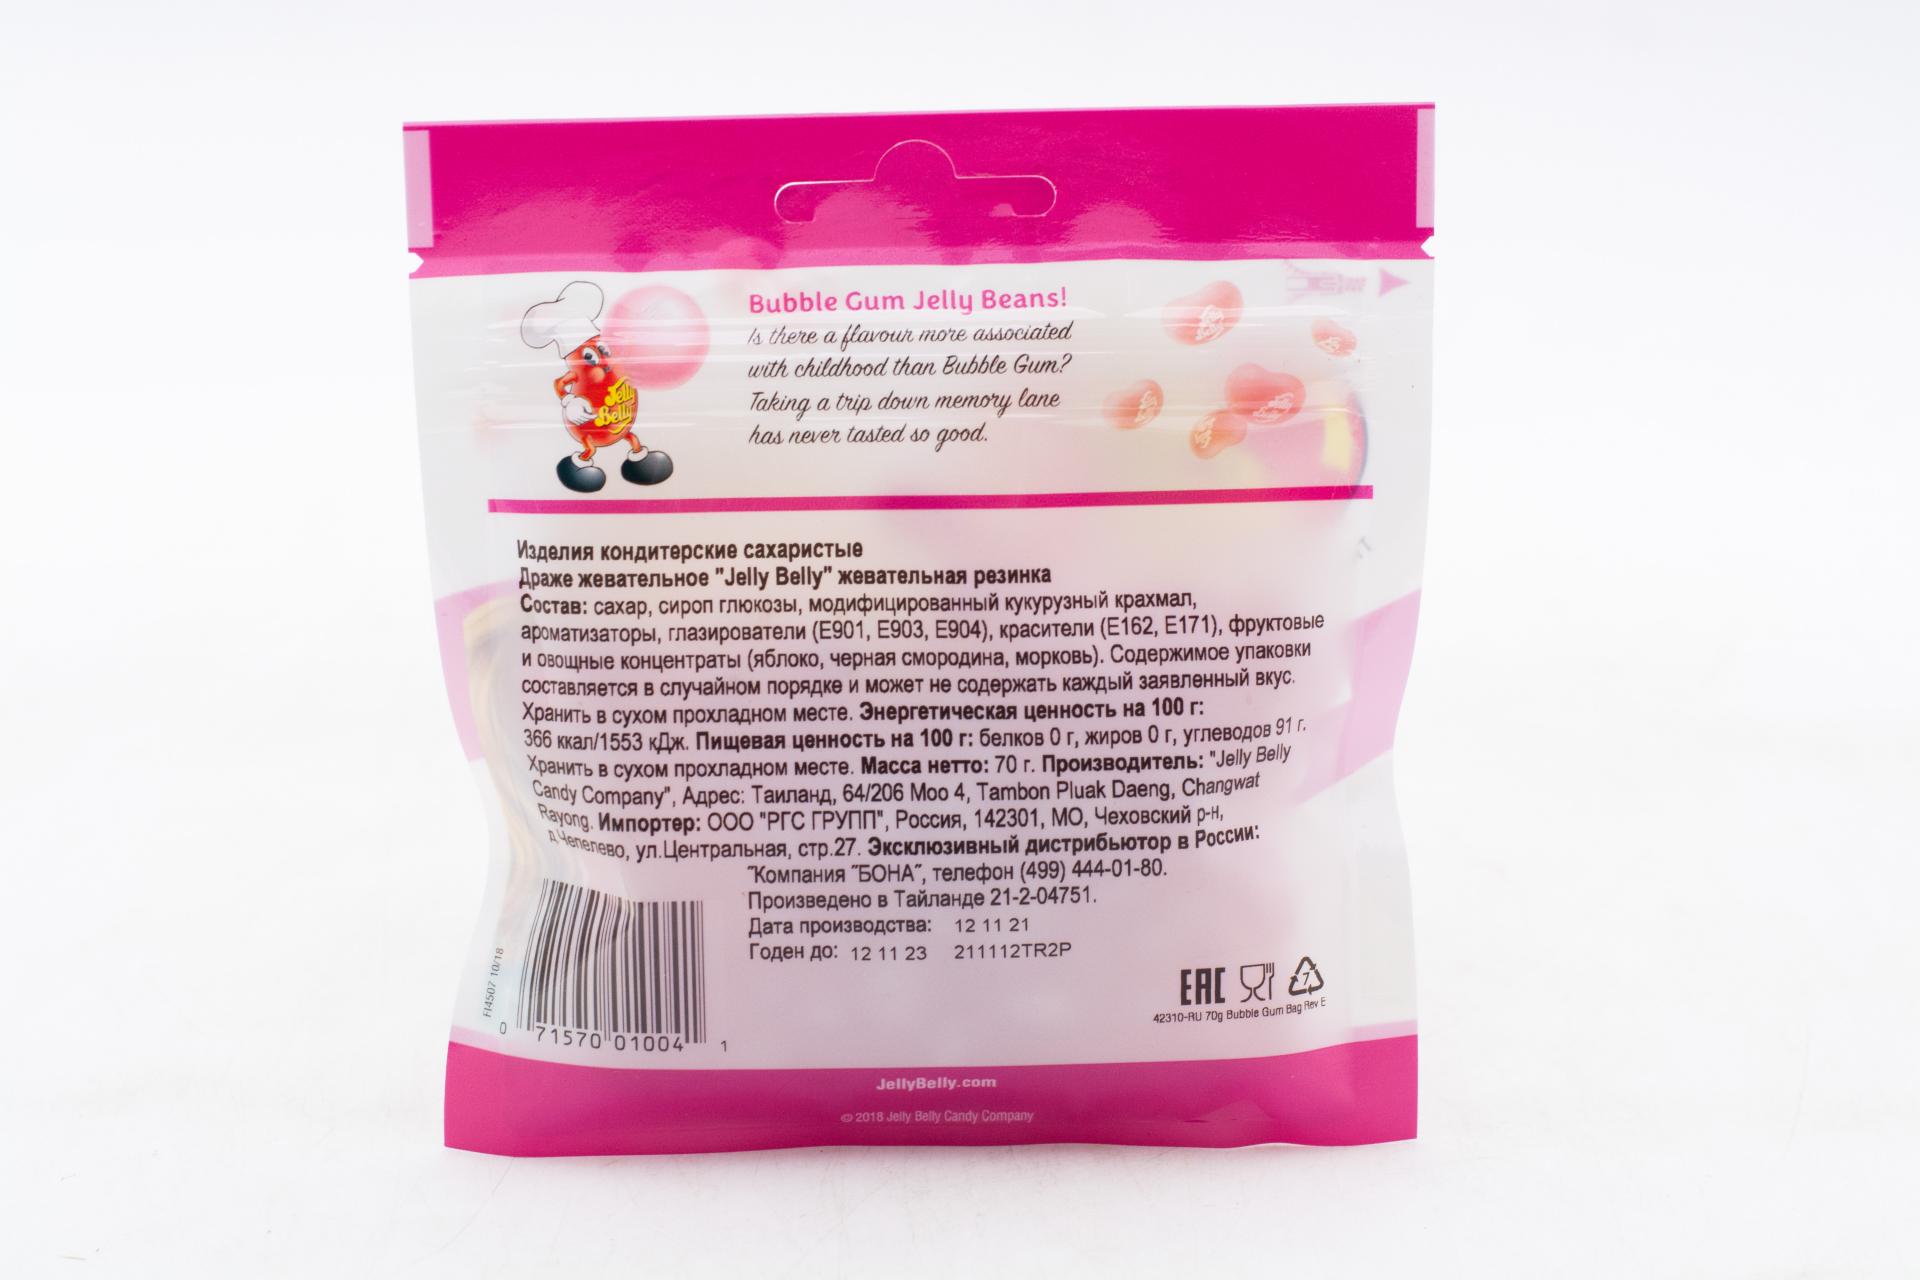 Bubble Gum Jelly Beans!
Is there a flavour more associated
with childhood than Bubble Gum?
Taking a trip down memory lane
has never tasted so good.
Jelly
Belly
Изделия кондитерские сахаристые
Драже жевательное "Jelly Belly" жевательная резинка
Состав: сахар, сироп глюкозы, модифицированный кукурузный крахмал,
ароматизаторы, глазирователи (Е901, Е903, Е904), красители (Е162, Е171), фруктовые
и овощные концентраты (яблоко, черная смородина, морковь). Содержимое упаковки
составляется в случайном порядке и может не содержать каждый заявленный вкус.
Хранить в сухом прохладном месте. Энергетическая ценность на 100 г:
366 ккал/1553 кДж. Пищевая ценность на 100 г: белков 0 г, жиров 0 г, углеводов 91 г.
Хранить в сухом прохладном месте. Масса нетто: 70 г. Производитель: "Jelly Belly
Candy Company", Адрес: Таиланд, 64/206 Moo 4, Tambon Pluak Daeng, Changwat
Rayong. Импортер: ООО "РГС ГРУПП", Россия, 142301, МО, Чеховский р-н,
д.Чепелево, ул.Центральная, стр.27. Эксклюзивный дистрибьютор в России:
"Компания "БОНА", телефон (499) 444-01-80.
Произведено в Тайланде 21-2-04751.
Дата производства: 12 11 21
Годен до: 12 11 23 211112TR2P
FI4507 10/18
0 71570 01004 1
EAC
7
42310-RU 70g Bubble Gum Bag Rev E
JellyBelly.com
© 2018 Jelly Belly Candy Company